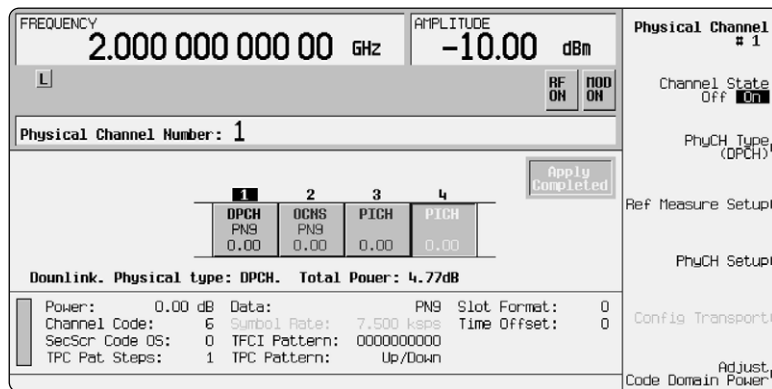 FREQUENCY
2.000 000 000 00 GHz
AMPLITUDE
-10.00 dBm
L
RF ON
MOD ON
Physical Channel Number: 1
Apply Completed
1 2 3 4
DPCH OCNS PICH PICH
PN9 PN9
0.00 0.00 0.00 0.00
Downlink. Physical type: DPCH. Total Power: 4.77dB
Power: 0.00 dB Data: PN9 Slot Format: 0
Channel Code: 6 Symbol Rate: 7.500 ksps Time Offset: 0
SecScr Code OS: 0 TFCI Pattern: 0000000000
TPC Pat Steps: 1 TPC Pattern: Up/Down
Physical Channel
# 1
Channel State
Off On
PhyCH Type
(DPCH)
Ref Measure Setup
PhyCH Setup
Config Transport
Adjust
Code Domain Power